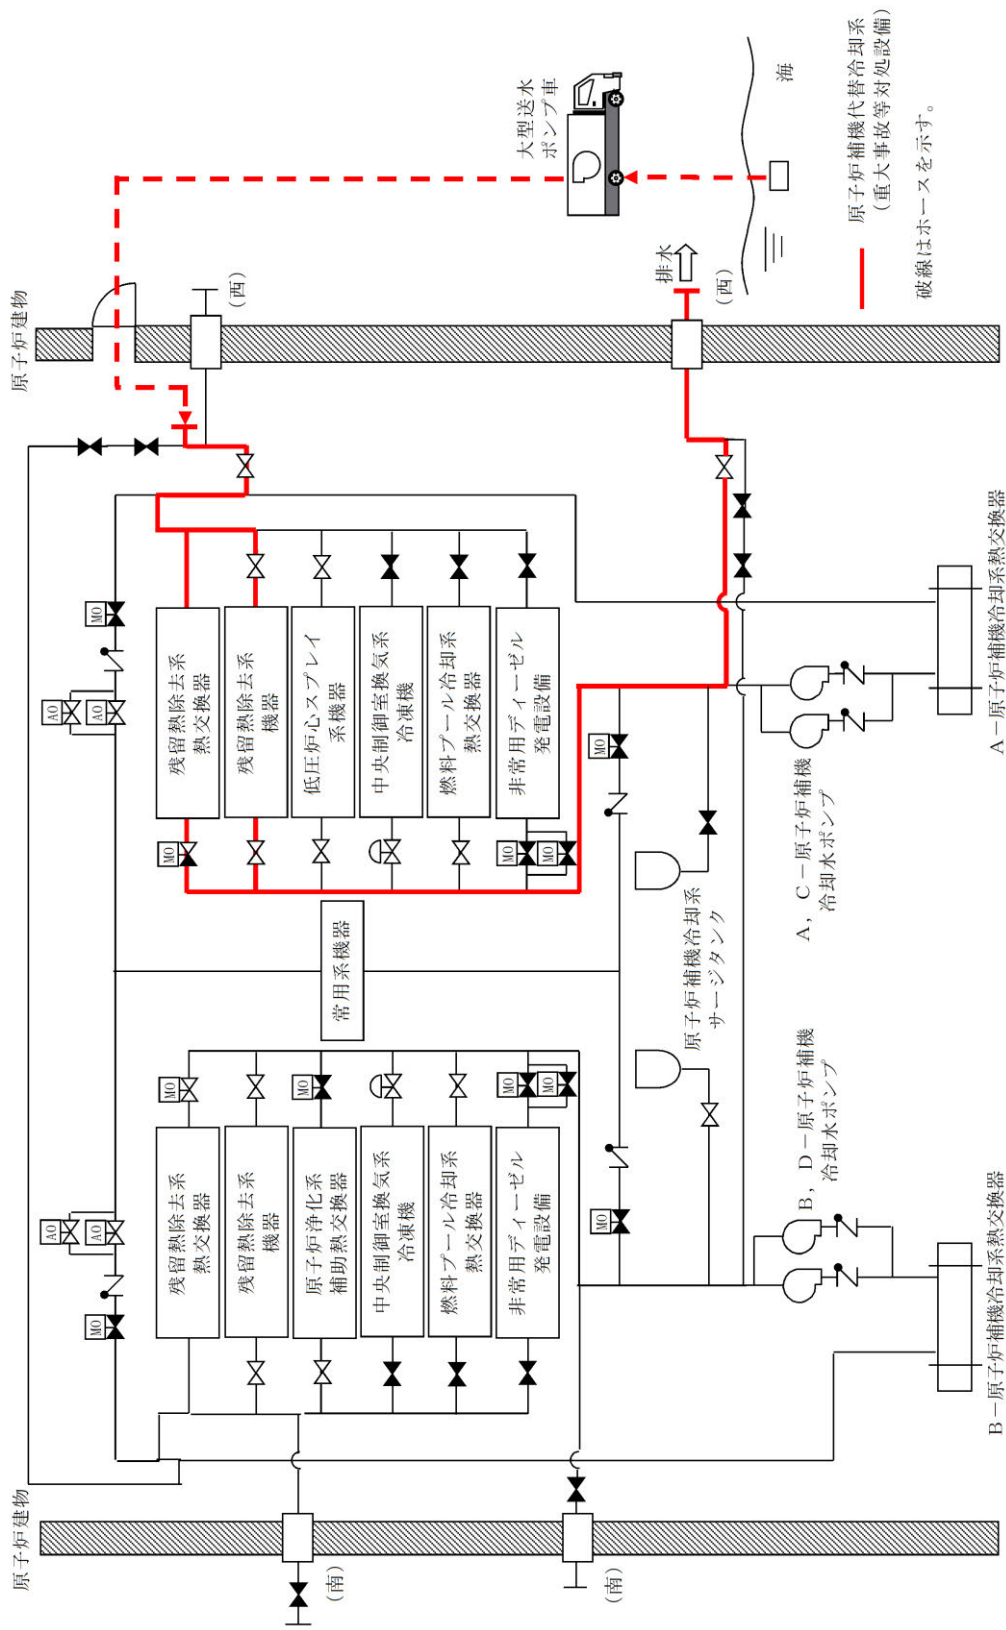 原子炉建物
原子炉建物
(西)
(西)
排水
大型送水
ポンプ車
海
原子炉補機代替冷却系
(重大事故等対処設備)
破線はホースを示す。
MO
AO
AO
残留熱除去系
熱交換器
残留熱除去系
機器
低圧炉心スプレイ
系機器
中央制御室換気系
冷凍機
燃料プール冷却系
熱交換器
非常用ディーゼル
発電設備
MO
MO
MO
MO
常用系機器
原子炉補機冷却系
サージタンク
A,C-原子炉補機
冷却水ポンプ
A-原子炉補機冷却系熱交換器
MO
MO
MO
MO
AO
AO
MO
残留熱除去系
熱交換器
残留熱除去系
機器
原子炉浄化系
補助熱交換器
中央制御室換気系
冷凍機
燃料プール冷却系
熱交換器
非常用ディーゼル
発電設備
MO
B,D-原子炉補機
冷却水ポンプ
B-原子炉補機冷却系熱交換器
(南)
(南)